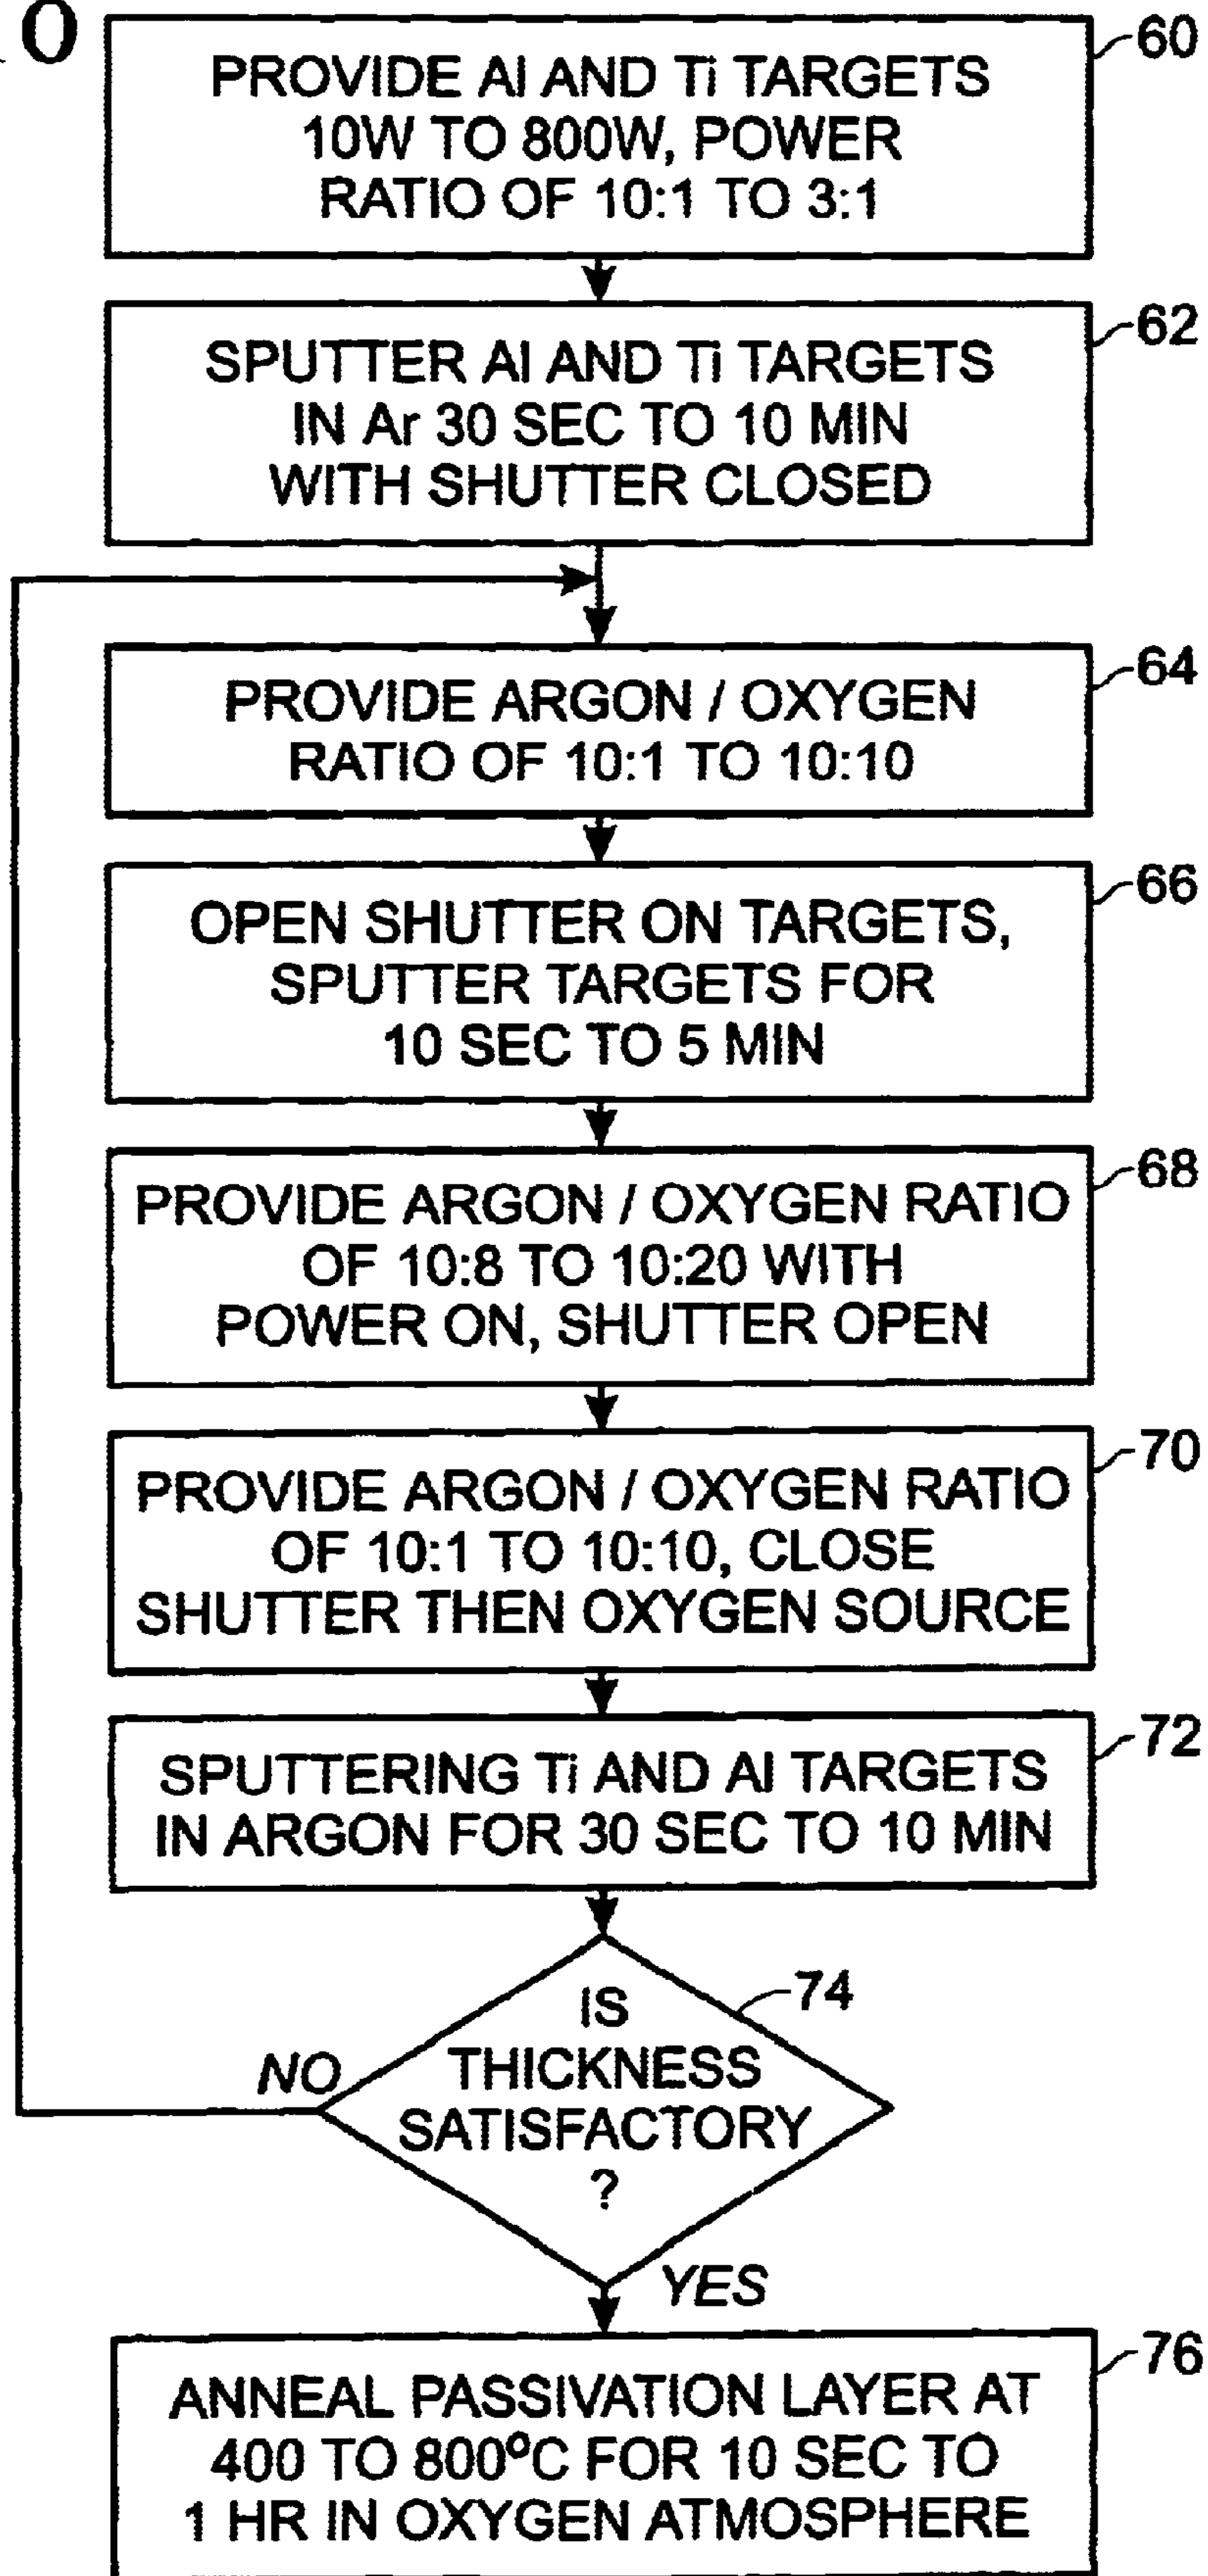 0
PROVIDE Al AND Ti TARGETS
10W TO 800W, POWER
RATIO OF 10:1 TO 3:1
60
SPUTTER Al AND Ti TARGETS
IN Ar 30 SEC TO 10 MIN
WITH SHUTTER CLOSED
62
PROVIDE ARGON / OXYGEN
RATIO OF 10:1 TO 10:10
64
OPEN SHUTTER ON TARGETS,
SPUTTER TARGETS FOR
10 SEC TO 5 MIN
66
PROVIDE ARGON / OXYGEN RATIO
OF 10:8 TO 10:20 WITH
POWER ON, SHUTTER OPEN
68
PROVIDE ARGON / OXYGEN RATIO
OF 10:1 TO 10:10, CLOSE
SHUTTER THEN OXYGEN SOURCE
70
SPUTTERING Ti AND Al TARGETS
IN ARGON FOR 30 SEC TO 10 MIN
72
IS
THICKNESS
SATISFACTORY
?
74
NO
YES
ANNEAL PASSIVATION LAYER AT
400 TO 800°C FOR 10 SEC TO
1 HR IN OXYGEN ATMOSPHERE
76